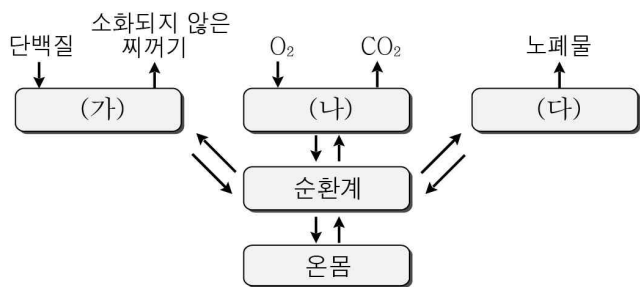 단백질
소화되지 않은
찌꺼기
O₂
CO₂
노폐물
(가)
(나)
(다)
순환계
온몸